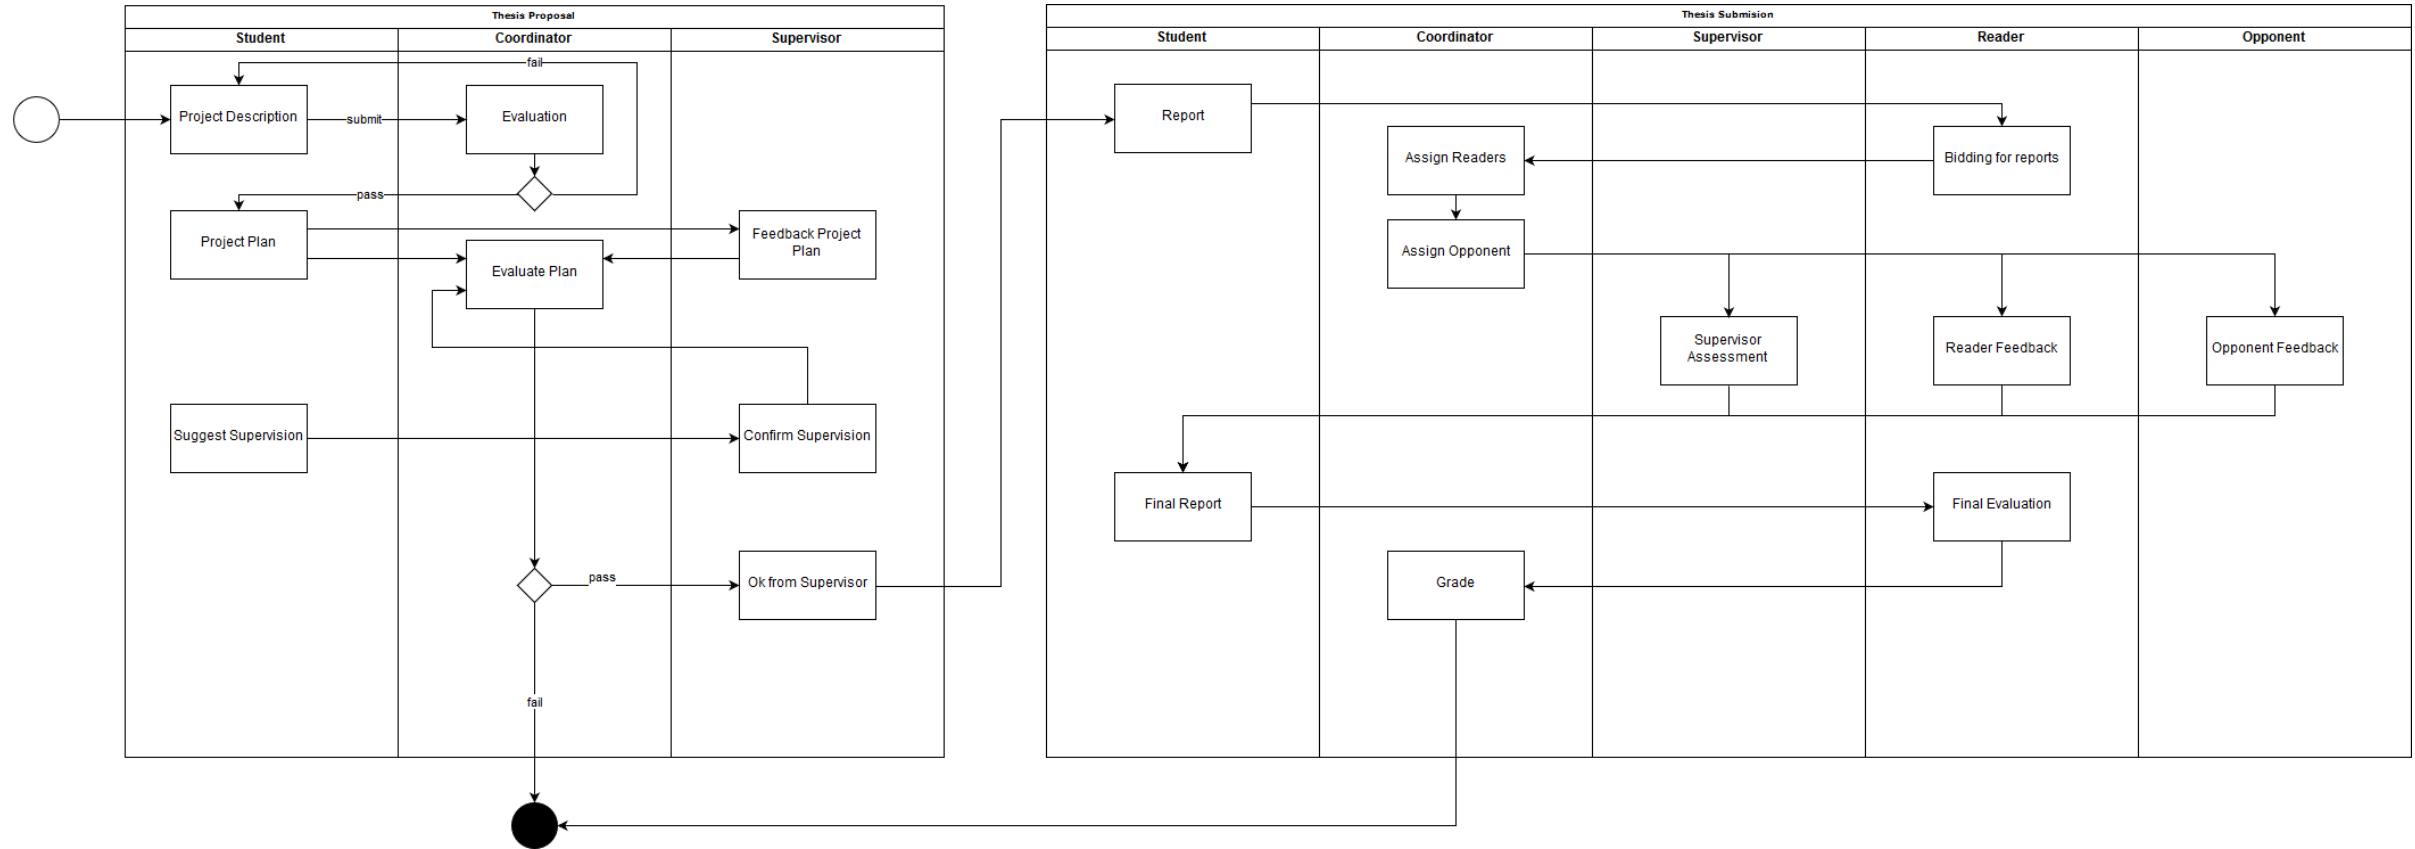 Thesis Proposal
Student
Coordinator
Supervisor
fail
Project Description
submit
Evaluation
pass
Project Plan
Feedback Project
Plan
Evaluate Plan
Suggest Supervision
Confirm Supervision
pass
Ok from Supervisor
fail
Thesis Submision
Student
Coordinator
Supervisor
Reader
Opponent
Report
Assign Readers
Bidding for reports
Assign Opponent
Supervisor
Assessment
Reader Feedback
Opponent Feedback
Final Report
Final Evaluation
Grade